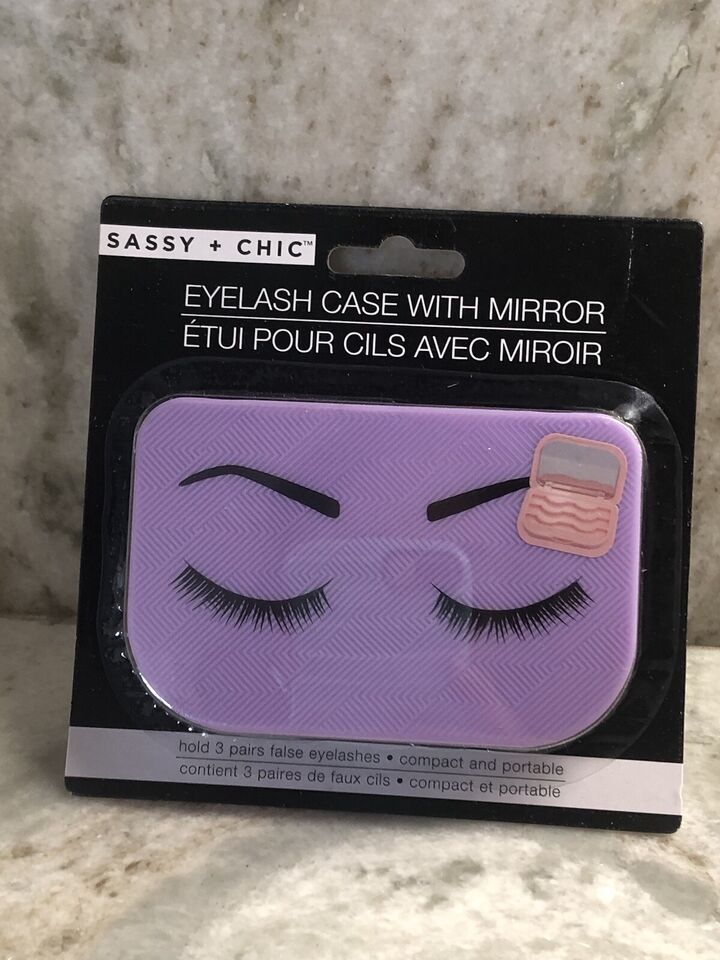 SASSY + CHIC™
EYELASH CASE WITH MIRROR
ÉTUI POUR CILS AVEC MIROIR
hold 3 pairs false eyelashes • compact and portable
contient 3 paires de faux cils • compact et portable